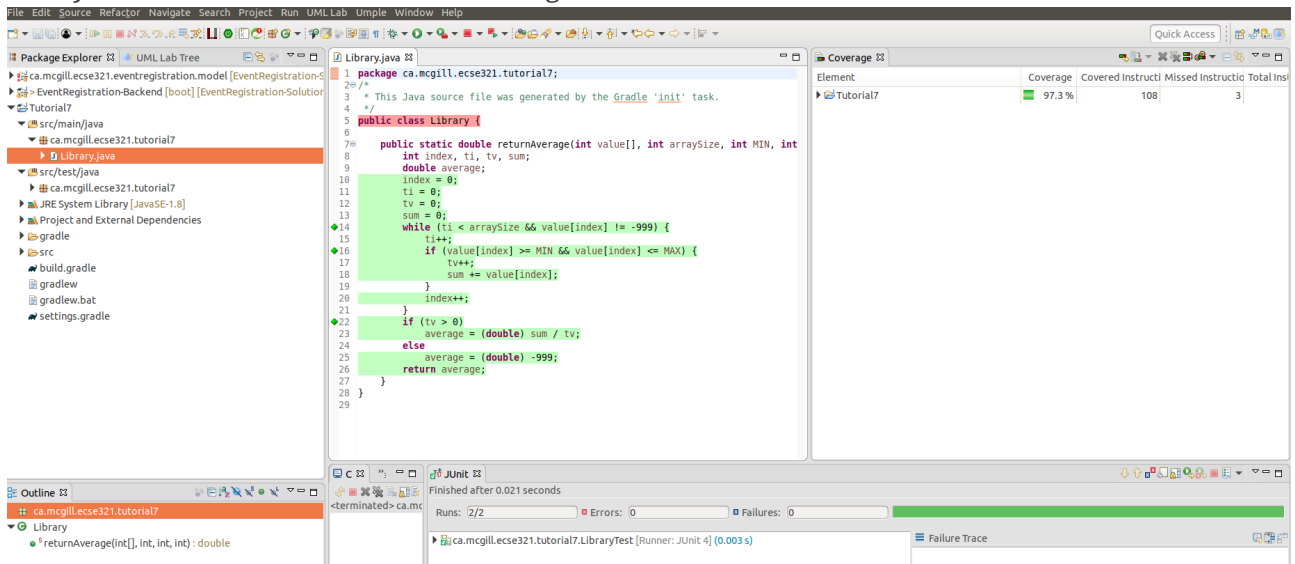 File Edit Source Refactor Navigate Search Project Run UML Lab Umple Window Help
Quick Access
Package Explorer
UML Lab Tree
ca.mcgill.ecse321.eventregistration.model [EventRegistration-S
> EventRegistration-Backend [boot] [EventRegistration-Solution
Tutorial7
src/main/java
ca.mcgill.ecse321.tutorial7
Library.java
src/test/java
ca.mcgill.ecse321.tutorial7
JRE System Library [JavaSE-1.8]
Project and External Dependencies
gradle
src
build.gradle
gradlew
gradlew.bat
settings.gradle
Library.java
1 package ca.mcgill.ecse321.tutorial7;
2 /*
3 * This Java source file was generated by the Gradle 'init' task.
4 */
5 public class Library {
6
7 public static double returnAverage(int value[], int arraySize, int MIN, int
8 int index, ti, tv, sum;
9 double average;
10 index = 0;
11 ti = 0;
12 tv = 0;
13 sum = 0;
14 while (ti < arraySize && value[index] != -999) {
15 ti++;
16 if (value[index] >= MIN && value[index] <= MAX) {
17 tv++;
18 sum += value[index];
19 }
20 index++;
21 }
22 if (tv > 0)
23 average = (double) sum / tv;
24 else
25 average = (double) -999;
26 return average;
27 }
28 }
29
Coverage
Element Coverage Covered Instructi Missed Instructio Total Inst
Tutorial7 97.3 % 108 3
Outline
ca.mcgill.ecse321.tutorial7
Library
S returnAverage(int[], int, int, int) : double
C
<terminated> ca.mc
JUnit
Finished after 0.021 seconds
Runs: 2/2 Errors: 0 Failures: 0
ca.mcgill.ecse321.tutorial7.LibraryTest [Runner: JUnit 4] (0.003 s)
Failure Trace